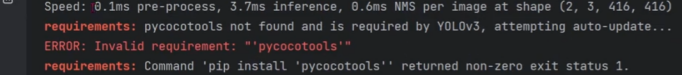 Speed: 0.1ms pre-process, 3.7ms inference, 0.6ms NMS per image at shape (2, 3, 416, 416)
requirements: pycocotools not found and is required by YOLOv3, attempting auto-update...
ERROR: Invalid requirement: "'pycocotools'"
requirements: Command 'pip install 'pycocotools'' returned non-zero exit status 1.